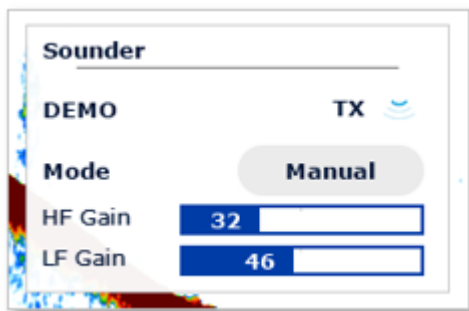 Sounder
DEMO TX
Mode Manual
HF Gain 32
LF Gain 46